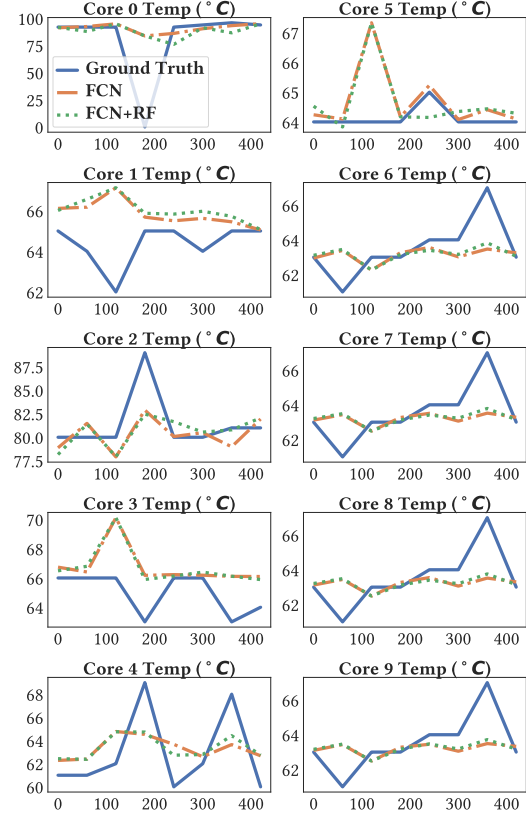 Core 0 Temp (°C)
100
75
50
25
0
Ground Truth
FCN
FCN+RF
0 100 200 300 400
Core 5 Temp (°C)
67
66
65
64
0 100 200 300 400
Core 1 Temp (°C)
66
64
62
0 100 200 300 400
Core 6 Temp (°C)
66
64
62
0 100 200 300 400
Core 2 Temp (°C)
87.5
85.0
82.5
80.0
77.5
0 100 200 300 400
Core 7 Temp (°C)
66
64
62
0 100 200 300 400
Core 3 Temp (°C)
70
68
66
64
0 100 200 300 400
Core 8 Temp (°C)
66
64
62
0 100 200 300 400
Core 4 Temp (°C)
68
66
64
62
60
0 100 200 300 400
Core 9 Temp (°C)
66
64
62
0 100 200 300 400